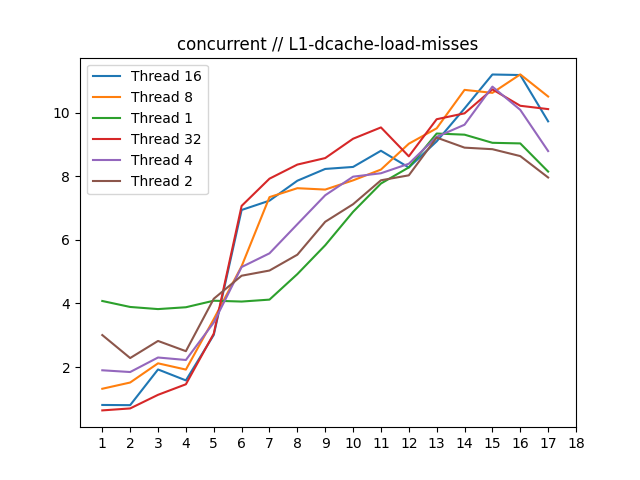 concurrent // L1-dcache-load-misses
Thread 16
Thread 8
Thread 1
Thread 32
Thread 4
Thread 2
10
8
6
4
2
1 2 3 4 5 6 7 8 9 10 11 12 13 14 15 16 17 18